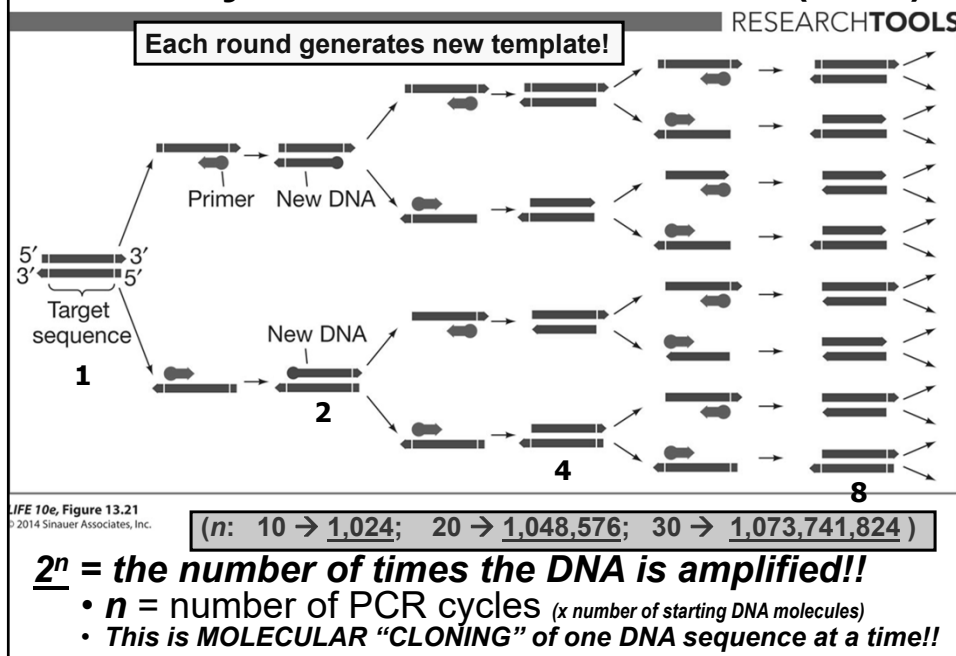 RESEARCHTOOLS
Each round generates new template!
Primer
New DNA
5′ 3′
3′ 5′
Target
sequence
1
New DNA
2
4
8
LIFE 10e, Figure 13.21
© 2014 Sinauer Associates, Inc.
(n: 10 → 1,024; 20 → 1,048,576; 30 → 1,073,741,824 )
2ⁿ = the number of times the DNA is amplified!!
• n = number of PCR cycles (x number of starting DNA molecules)
• This is MOLECULAR “CLONING” of one DNA sequence at a time!!